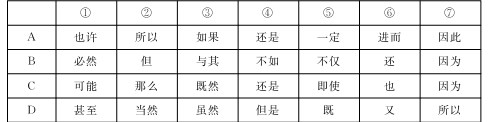 ① ② ③ ④ ⑤ ⑥ ⑦
A 也许 所以 如果 还是 一定 进而 因此
B 必然 但 与其 不如 不仅 还 因为
C 可能 那么 既然 还是 即使 也 因为
D 甚至 当然 虽然 但是 既 又 所以